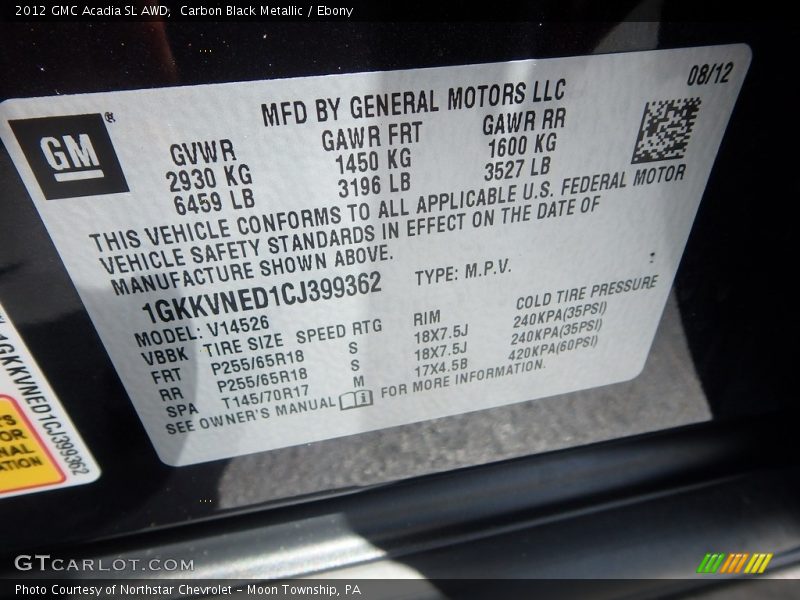 2012 GMC Acadia SL AWD, Carbon Black Metallic / Ebony
08/12
GM®
MFD BY GENERAL MOTORS LLC
GVWR GAWR FRT GAWR RR
2930 KG 1450 KG 1600 KG
6459 LB 3196 LB 3527 LB
THIS VEHICLE CONFORMS TO ALL APPLICABLE U.S. FEDERAL MOTOR
VEHICLE SAFETY STANDARDS IN EFFECT ON THE DATE OF
MANUFACTURE SHOWN ABOVE.
1GKKVNED1CJ399362 TYPE: M.P.V.
MODEL: V14526
VBBK TIRE SIZE SPEED RTG RIM COLD TIRE PRESSURE
FRT P255/65R18 S 18X7.5J 240KPA(35PSI)
RR P255/65R18 S 18X7.5J 240KPA(35PSI)
SPA T145/70R17 M 17X4.5B 420KPA(60PSI)
SEE OWNER'S MANUAL FOR MORE INFORMATION.
1GKKVNED1CJ399362
GTCARLOT.COM
Photo Courtesy of Northstar Chevrolet - Moon Township, PA